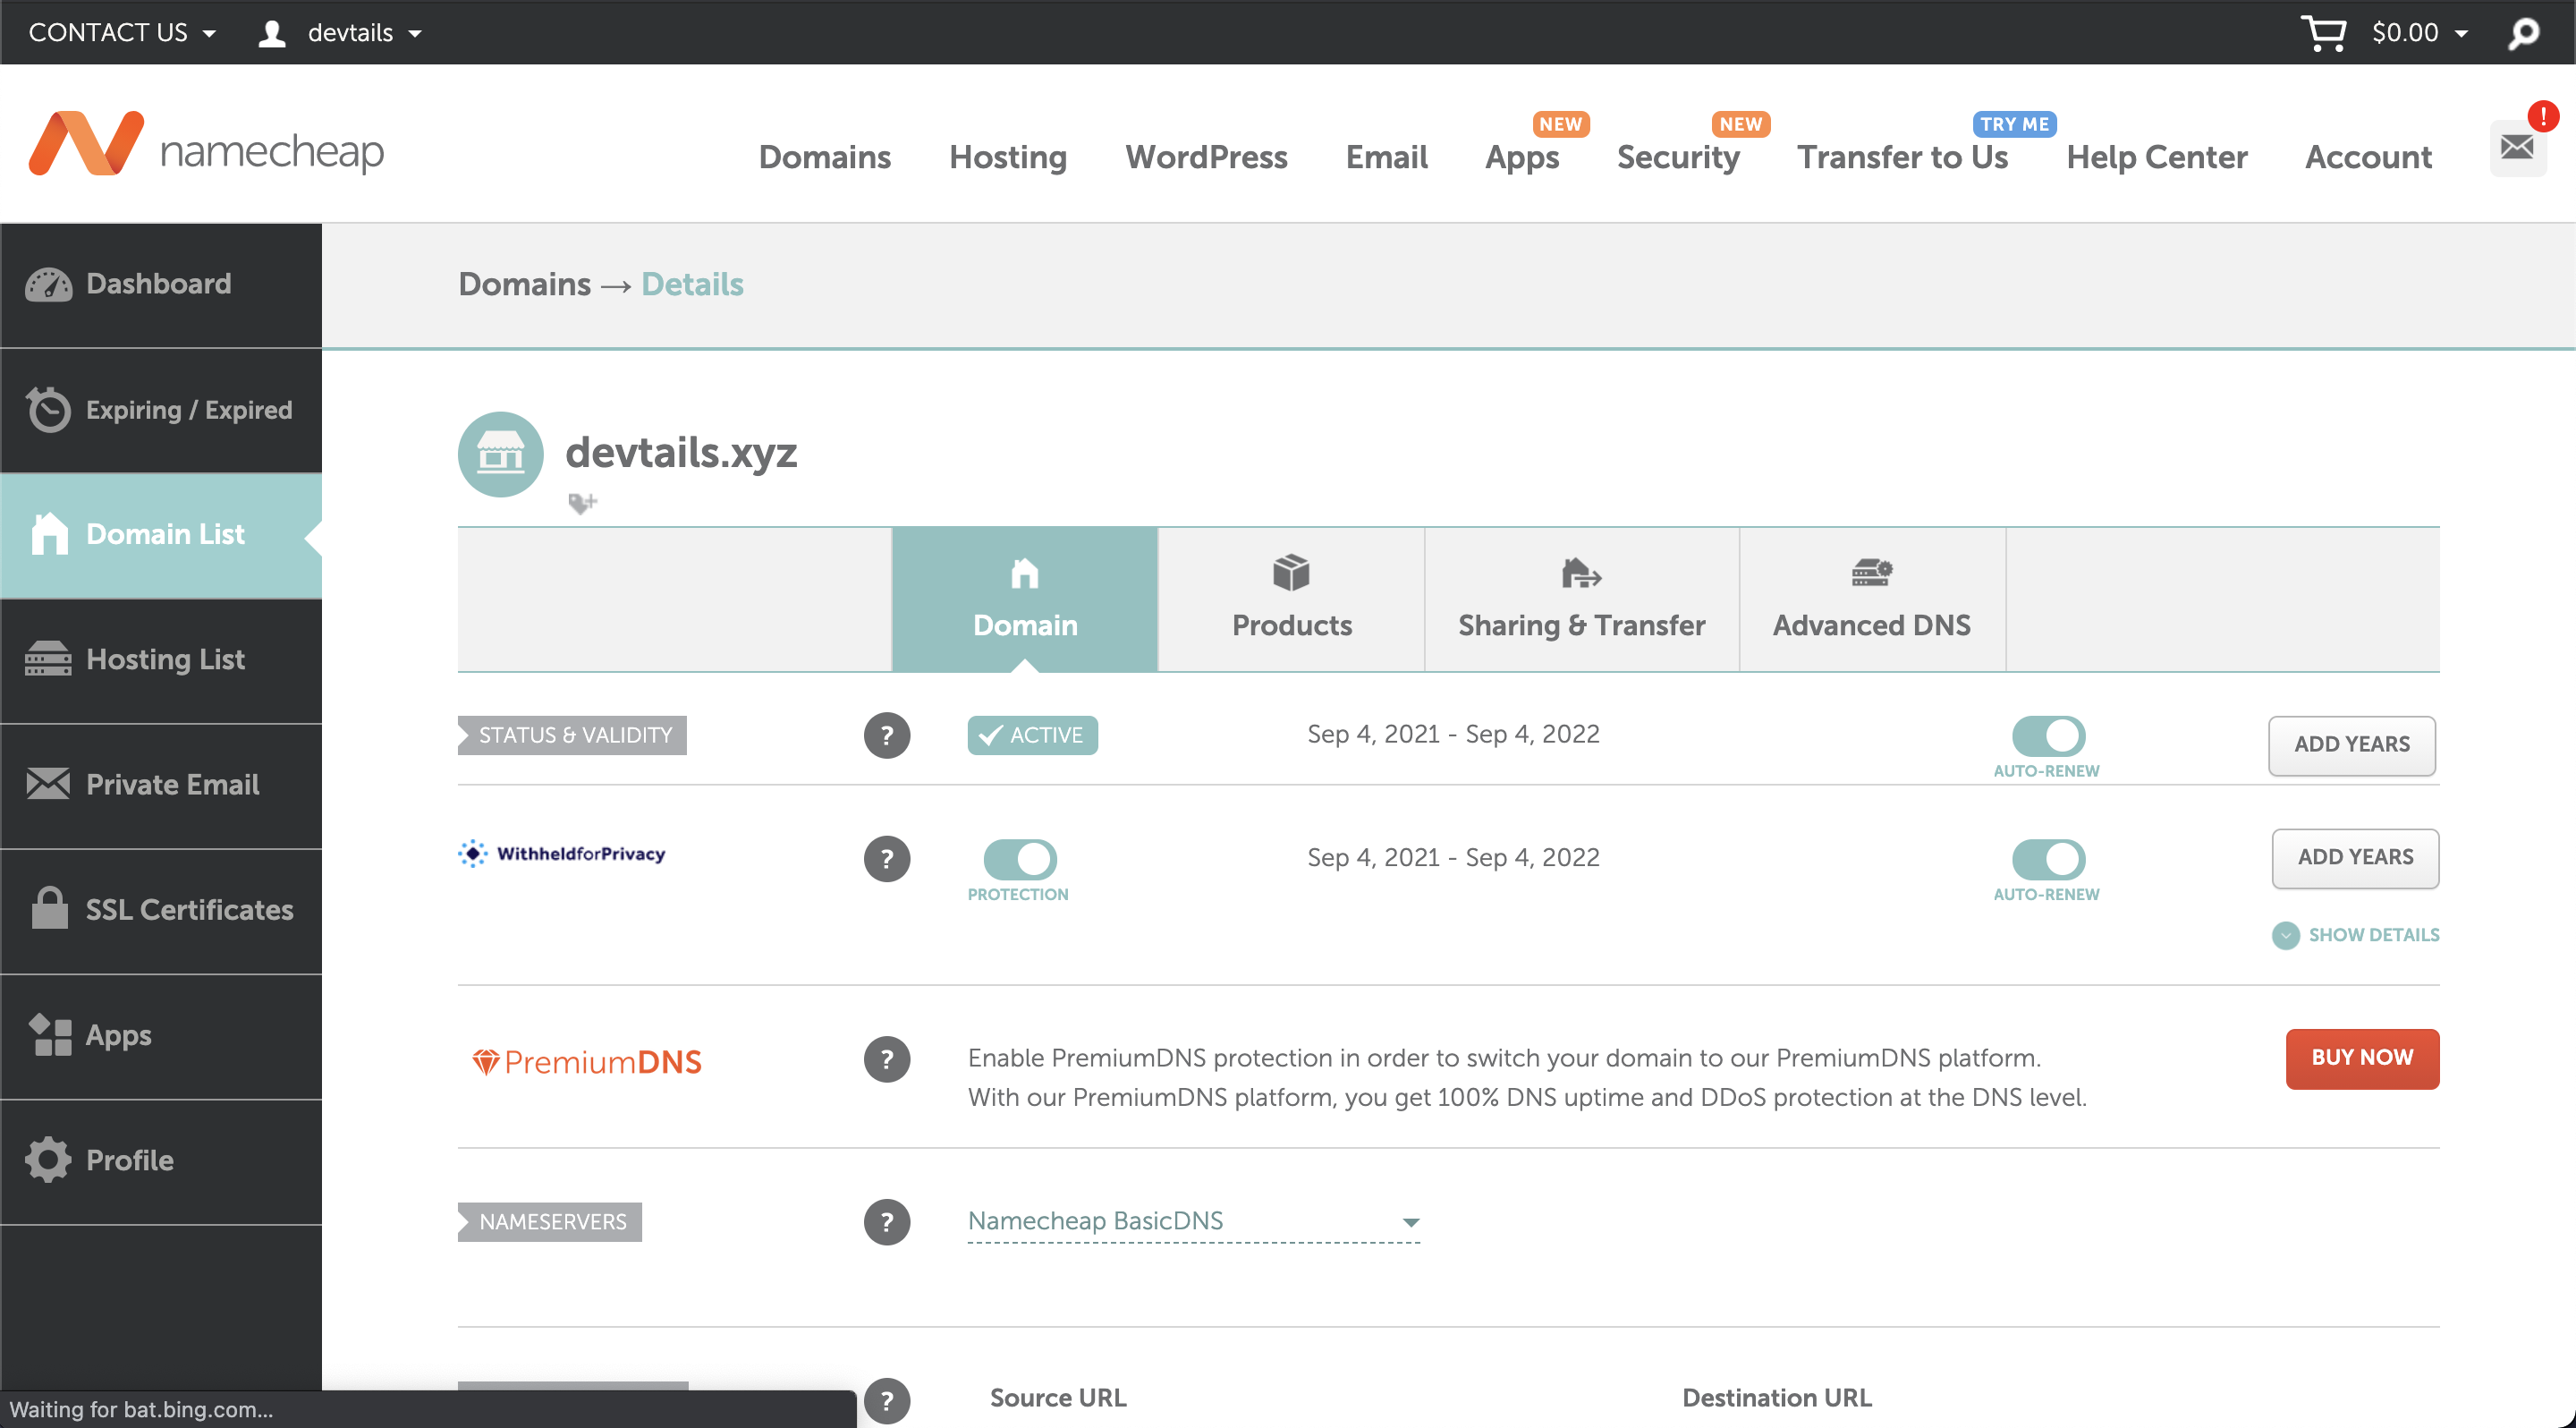 CONTACT US devtails $0.00
namecheap
Domains Hosting WordPress Email Apps NEW Security NEW Transfer to Us TRY ME Help Center Account !
Dashboard
Expiring / Expired
Domain List
Hosting List
Private Email
SSL Certificates
Apps
Profile
Domains → Details
devtails.xyz
Domain Products Sharing & Transfer Advanced DNS
STATUS & VALIDITY ? ACTIVE Sep 4, 2021 - Sep 4, 2022 AUTO-RENEW ADD YEARS
WithheldforPrivacy ? PROTECTION Sep 4, 2021 - Sep 4, 2022 AUTO-RENEW ADD YEARS
SHOW DETAILS
PremiumDNS ? Enable PremiumDNS protection in order to switch your domain to our PremiumDNS platform. BUY NOW
With our PremiumDNS platform, you get 100% DNS uptime and DDoS protection at the DNS level.
NAMESERVERS ? Namecheap BasicDNS
? Source URL Destination URL
Waiting for bat.bing.com...